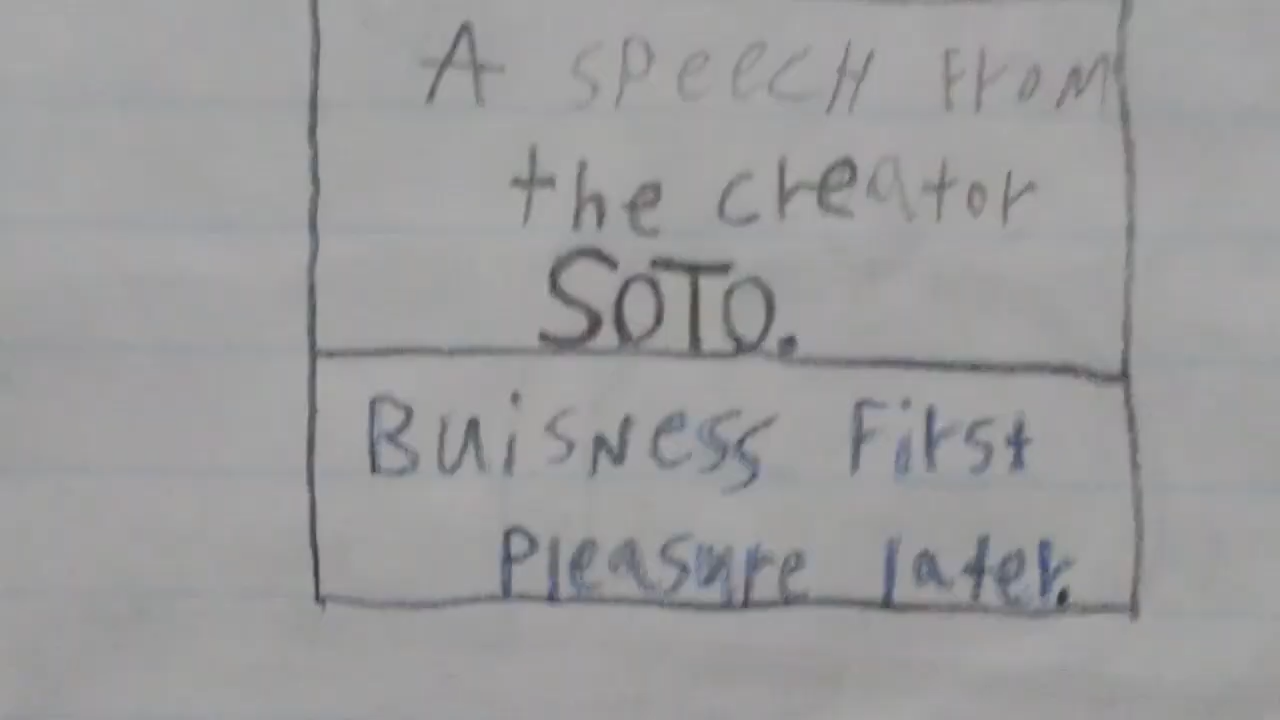 A SPeecH From
the creator
SOTO.
BuisNess First
Pleasure later.